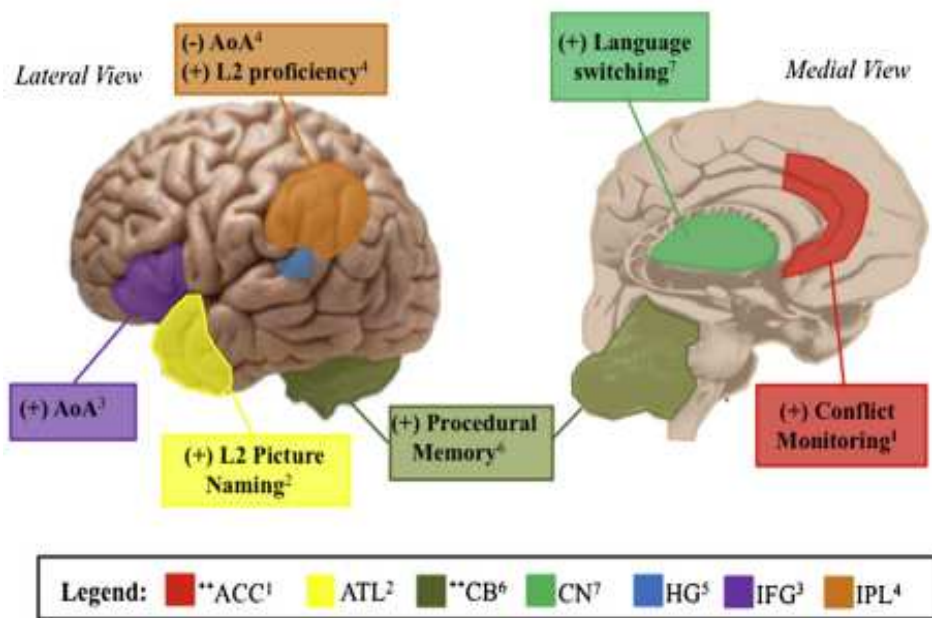 (-) AoA⁴
(+) L2 proficiency⁴
(+) Language
switching⁷
Lateral View
Medial View
(+) AoA³
(+) L2 Picture
Naming²
(+) Procedural
Memory⁶
(+) Conflict
Monitoring¹
Legend: **ACC¹ ATL² **CB⁶ CN⁷ HG⁵ IFG³ IPL⁴